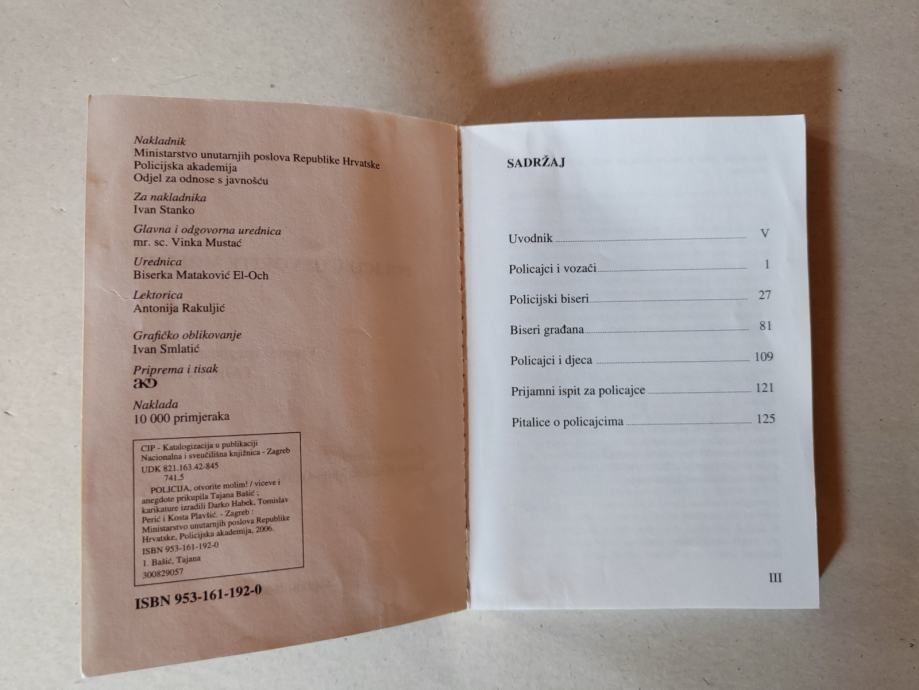 Nakladnik
Ministarstvo unutarnjih poslova Republike Hrvatske
Policijska akademija
Odjel za odnose s javnošću
Za nakladnika
Ivan Stanko
Glavna i odgovorna urednica
mr. sc. Vinka Mustać
Urednica
Biserka Mataković El-Och
Lektorica
Antonija Rakuljić
Grafičko oblikovanje
Ivan Smlatić
Priprema i tisak
AKD
Naklada
10 000 primjeraka
CIP - Katalogizacija u publikaciji
Nacionalna i sveučilišna knjižnica - Zagreb
UDK 821.163.42-845
741.5
POLICIJA, otvorite molim! / viceve i
anegdote prikupila Tajana Bašić ;
karikature izradili Darko Habek, Tomislav
Perić i Kosta Plavšić. - Zagreb :
Ministarstvo unutarnjih poslova Republike
Hrvatske, Policijska akademija, 2006.
ISBN 953-161-192-0
1. Bašić, Tajana
300829057
ISBN 953-161-192-0
SADRŽAJ
Uvodnik V
Policajci i vozači 1
Policijski biseri 27
Biseri građana 81
Policajci i djeca 109
Prijamni ispit za policajce 121
Pitalice o policajcima 125
III